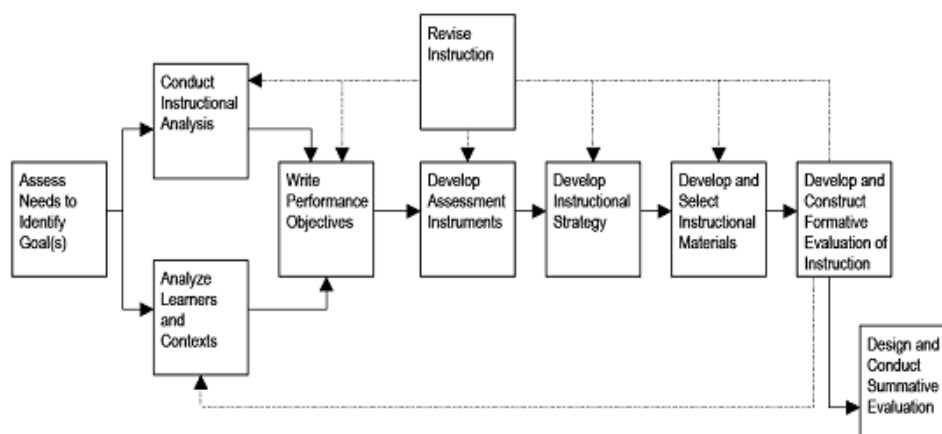 Revise
Instruction
Conduct
Instructional
Analysis
Assess
Needs to
Identify
Goal(s)
Write
Performance
Objectives
Develop
Assessment
Instruments
Develop
Instructional
Strategy
Develop and
Select
Instructional
Materials
Develop and
Construct
Formative
Evaluation of
Instruction
Analyze
Learners
and
Contexts
Design and
Conduct
Summative
Evaluation